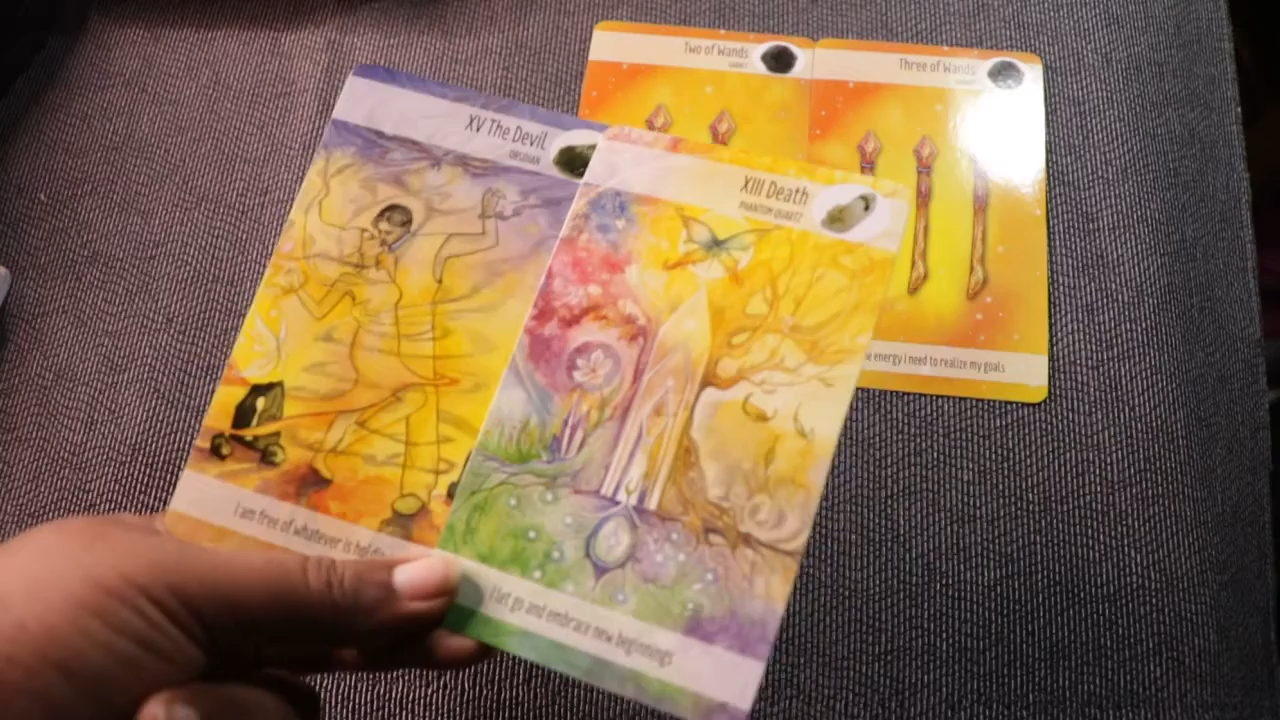 Two of Wands
GARNET
Three of Wands
XV The Devil
OBSIDIAN
XIII Death
PHANTOM QUARTZ
energy i need to realize my goals
I am free of whatever is
I let go and embrace new beginnings